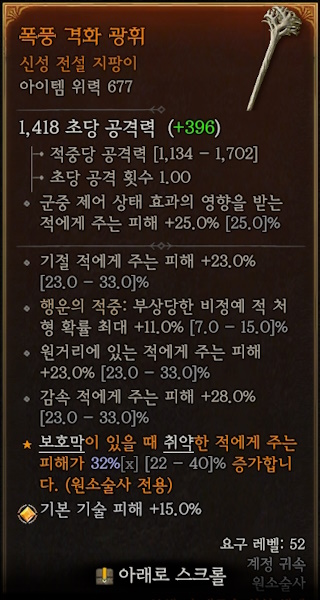 폭풍 격화 광휘
신성 전설 지팡이
아이템 위력 677
1,418 초당 공격력 (+396)
적중당 공격력 [1,134 – 1,702]
초당 공격 횟수 1.00
군중 제어 상태 효과의 영향을 받는
적에게 주는 피해 +25.0% [25.0]%
기절 적에게 주는 피해 +23.0%
[23.0 – 33.0]%
행운의 적중: 부상당한 비정예 적 처
형 확률 최대 +11.0% [7.0 – 15.0]%
원거리에 있는 적에게 주는 피해
+23.0% [23.0 – 33.0]%
감속 적에게 주는 피해 +28.0%
[23.0 – 33.0]%
보호막이 있을 때 취약한 적에게 주는
피해가 32%[x] [22 – 40]% 증가합니
다. (원소술사 전용)
기본 기술 피해 +15.0%
요구 레벨: 52
계정 귀속
아래로 스크롤
원소술사